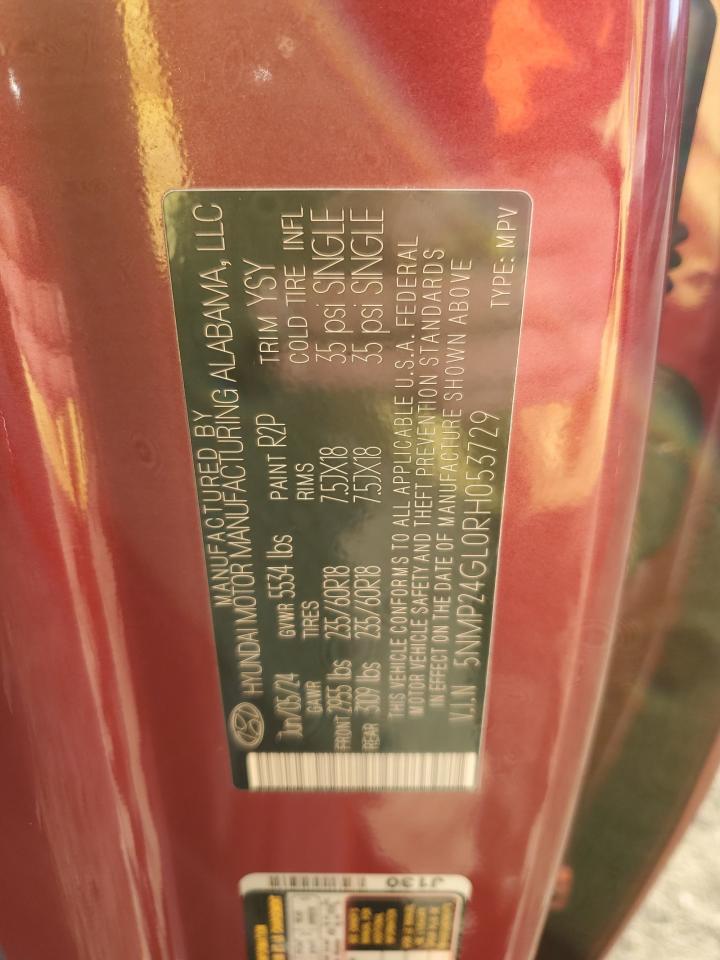 MANUFACTURED BY
HYUNDAI MOTOR MANUFACTURING ALABAMA, LLC
Jun/05/24 GVWR 5534 lbs PAINT R2P TRIM YSY
GAWR TIRES RIMS COLD TIRE INFL
FRONT 2955 lbs 235/60R18 7.5JX18 35 psi SINGLE
REAR 3109 lbs 235/60R18 7.5JX18 35 psi SINGLE
THIS VEHICLE CONFORMS TO ALL APPLICABLE U.S.A. FEDERAL
MOTOR VEHICLE SAFETY AND THEFT PREVENTION STANDARDS
IN EFFECT ON THE DATE OF MANUFACTURE SHOWN ABOVE
V.I.N 5NMP24GL0RH053729
TYPE: MPV
J130